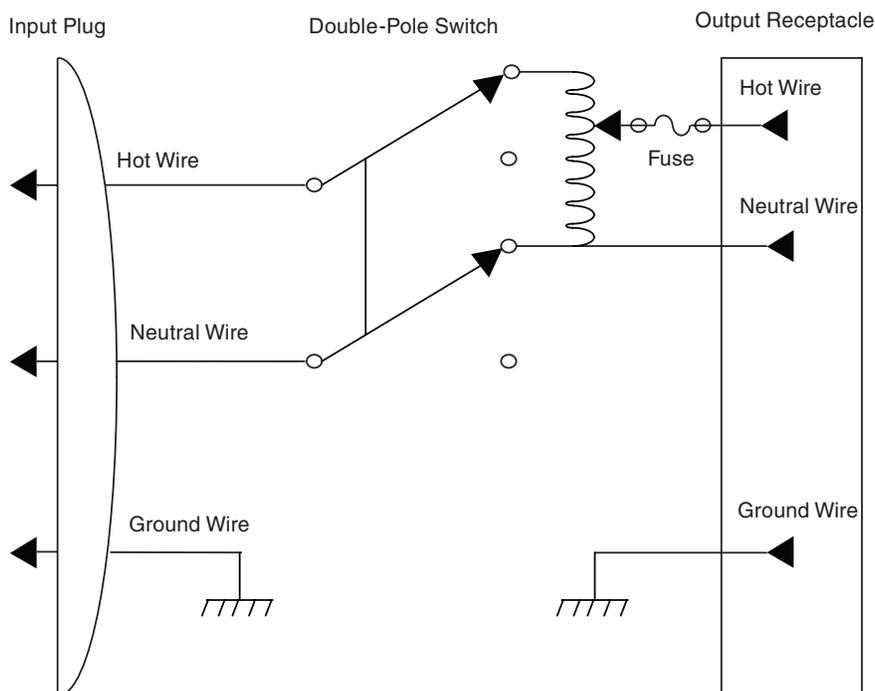 Input Plug
Double-Pole Switch
Output Receptacle
Hot Wire
Hot Wire
Fuse
Neutral Wire
Neutral Wire
Ground Wire
Ground Wire